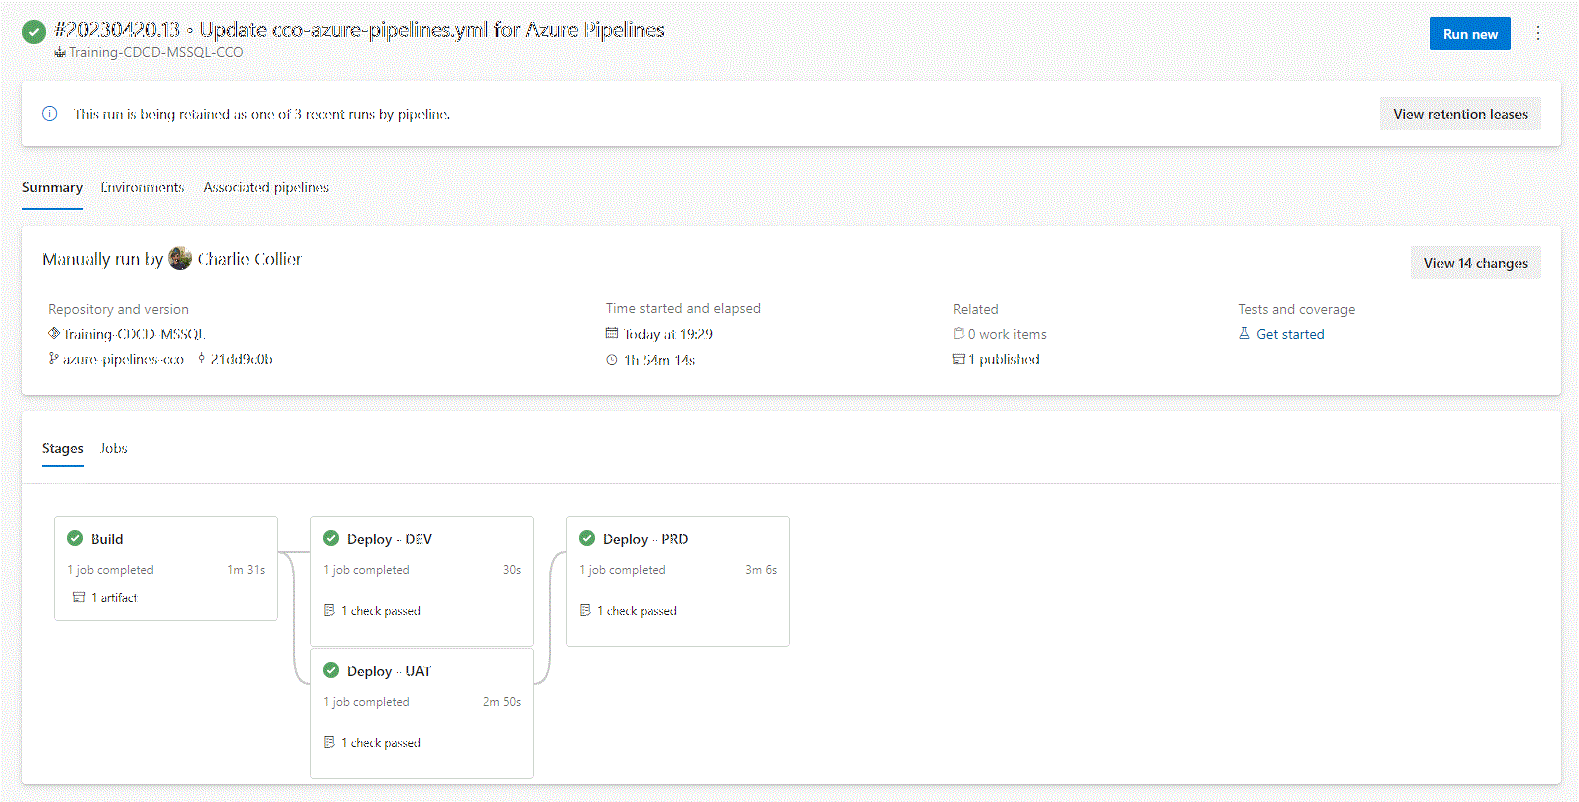 #20230420.13 • Update cco-azure-pipelines.yml for Azure Pipelines
Run new
Training-CDCD-MSSQL-CCO
This run is being retained as one of 3 recent runs by pipeline.
View retention leases
Summary Environments Associated pipelines
Manually run by Charlie Collier
View 14 changes
Repository and version
Training-CDCD-MSSQL
azure-pipelines-cco 21dd9c0b
Time started and elapsed
Today at 19:29
1h 54m 14s
Related
0 work items
1 published
Tests and coverage
Get started
Stages Jobs
Build
1 job completed 1m 31s
1 artifact
Deploy - DEV
1 job completed 30s
1 check passed
Deploy - UAT
1 job completed 2m 50s
1 check passed
Deploy - PRD
1 job completed 3m 6s
1 check passed